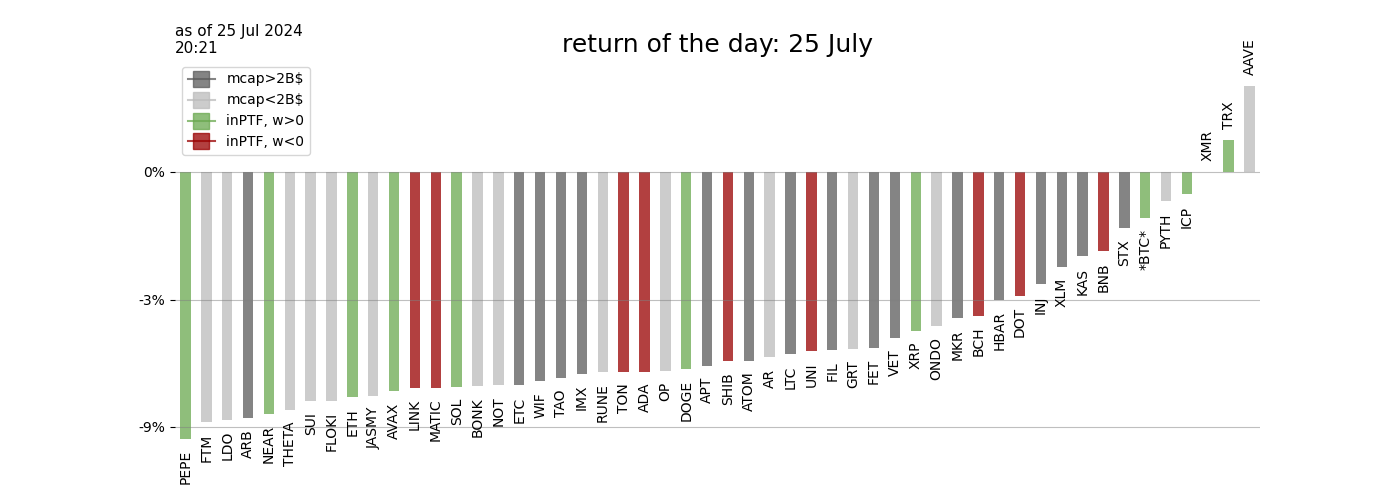 as of 25 Jul 2024
20:21
return of the day: 25 July
mcap>2B$
mcap<2B$
inPTF, w>0
inPTF, w<0
0%
-3%
-9%
PEPE
FTM
LDO
ARB
NEAR
THETA
SUI
FLOKI
ETH
JASMY
AVAX
LINK
MATIC
SOL
BONK
NOT
ETC
WIF
TAO
IMX
RUNE
TON
ADA
OP
DOGE
APT
SHIB
ATOM
AR
LTC
UNI
FIL
GRT
FET
VET
XRP
ONDO
MKR
BCH
HBAR
DOT
INJ
XLM
KAS
BNB
STX
*BTC*
PYTH
ICP
XMR
TRX
AAVE